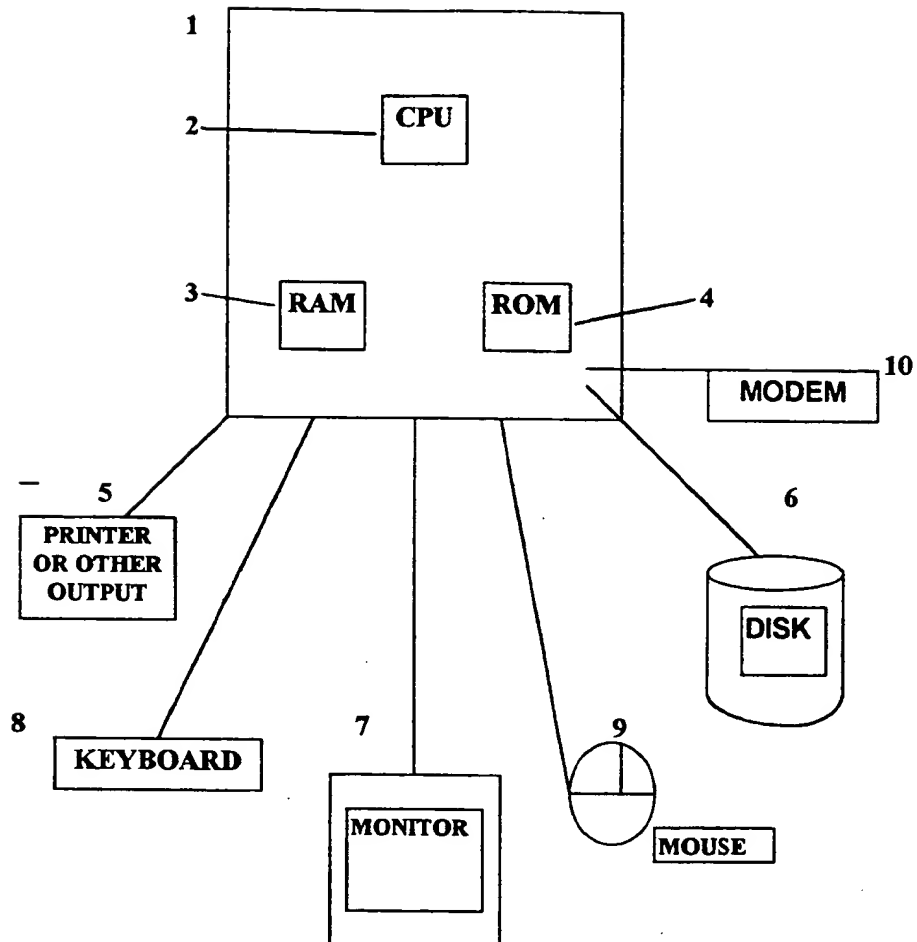 1
CPU
2
3
RAM
ROM
4
10
MODEM
5
6
PRINTER
OR OTHER
OUTPUT
DISK
8
7
9
KEYBOARD
MONITOR
MOUSE